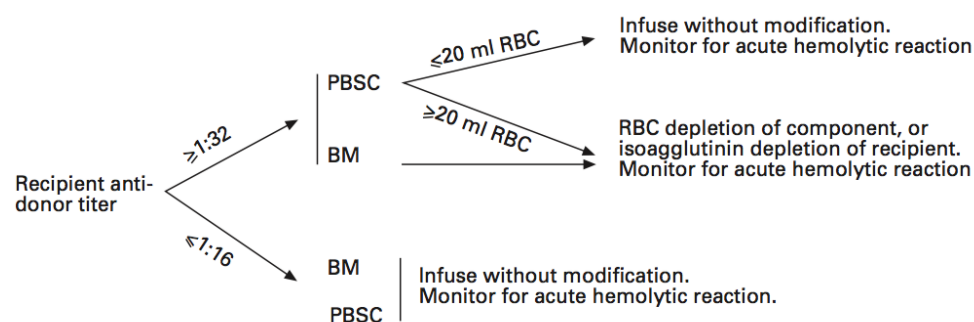 Recipient anti-
donor titer
≥1:32
PBSC
≤20 ml RBC
Infuse without modification.
Monitor for acute hemolytic reaction
≥20 ml RBC
BM
RBC depletion of component, or
isoagglutinin depletion of recipient.
Monitor for acute hemolytic reaction
≤1:16
BM
PBSC
Infuse without modification.
Monitor for acute hemolytic reaction.